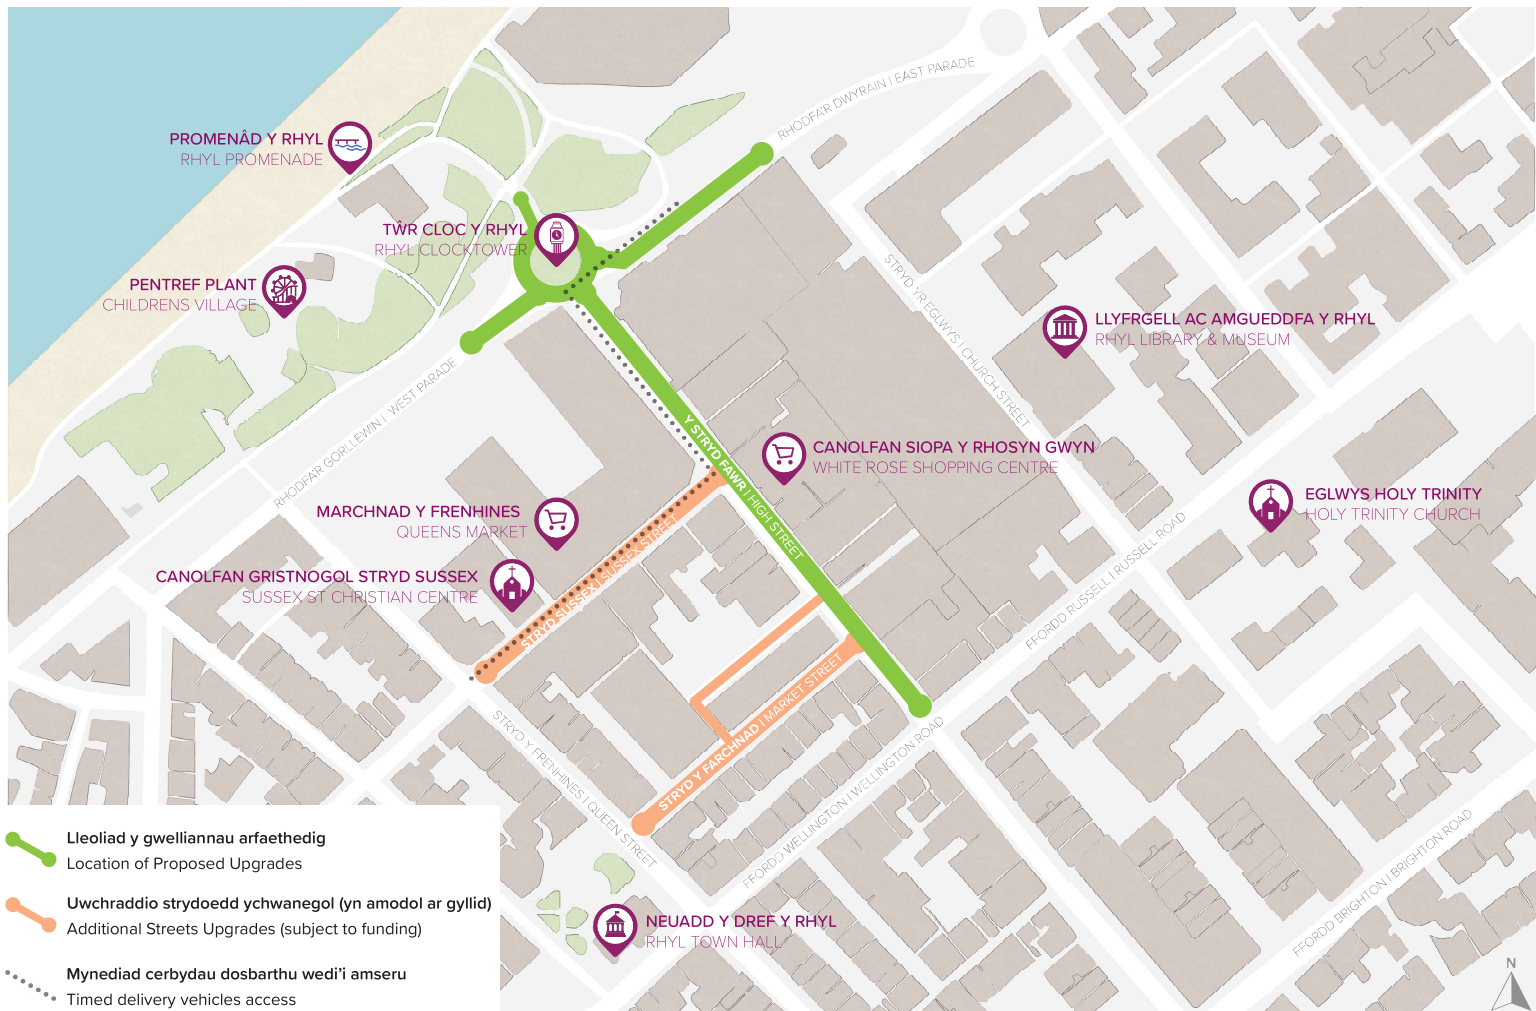 RHODFA'R DWYRAIN | EAST PARADE
PROMENÂD Y RHYL
RHYL PROMENADE
TŴR CLOC Y RHYL
RHYL CLOCKTOWER
PENTREF PLANT
CHILDRENS VILLAGE
STRYD YR EGLWYS | CHURCH STREET
LLYFRGELL AC AMGUEDDFA Y RHYL
RHYL LIBRARY & MUSEUM
RHODFA'R GORLLEWIN | WEST PARADE
Y STRYD FAWR | HIGH STREET
CANOLFAN SIOPA Y RHOSYN GWYN
WHITE ROSE SHOPPING CENTRE
EGLWYS HOLY TRINITY
HOLY TRINITY CHURCH
MARCHNAD Y FRENHINES
QUEENS MARKET
CANOLFAN GRISTNOGOL STRYD SUSSEX
SUSSEX ST CHRISTIAN CENTRE
STRYD SUSSEX | SUSSEX STREET
FFORDD RUSSELL | RUSSELL ROAD
STRYD Y FARCHNAD | MARKET STREET
STRYD Y FRENHINES | QUEEN STREET
FFORDD WELLINGTON | WELLINGTON ROAD
FFORDD BRIGHTON | BRIGHTON ROAD
NEUADD Y DREF Y RHYL
RHYL TOWN HALL
Lleoliad y gwelliannau arfaethedig
Location of Proposed Upgrades
Uwchraddio strydoedd ychwanegol (yn amodol ar gyllid)
Additional Streets Upgrades (subject to funding)
Mynediad cerbydau dosbarthu wedi'i amseru
Timed delivery vehicles access
N